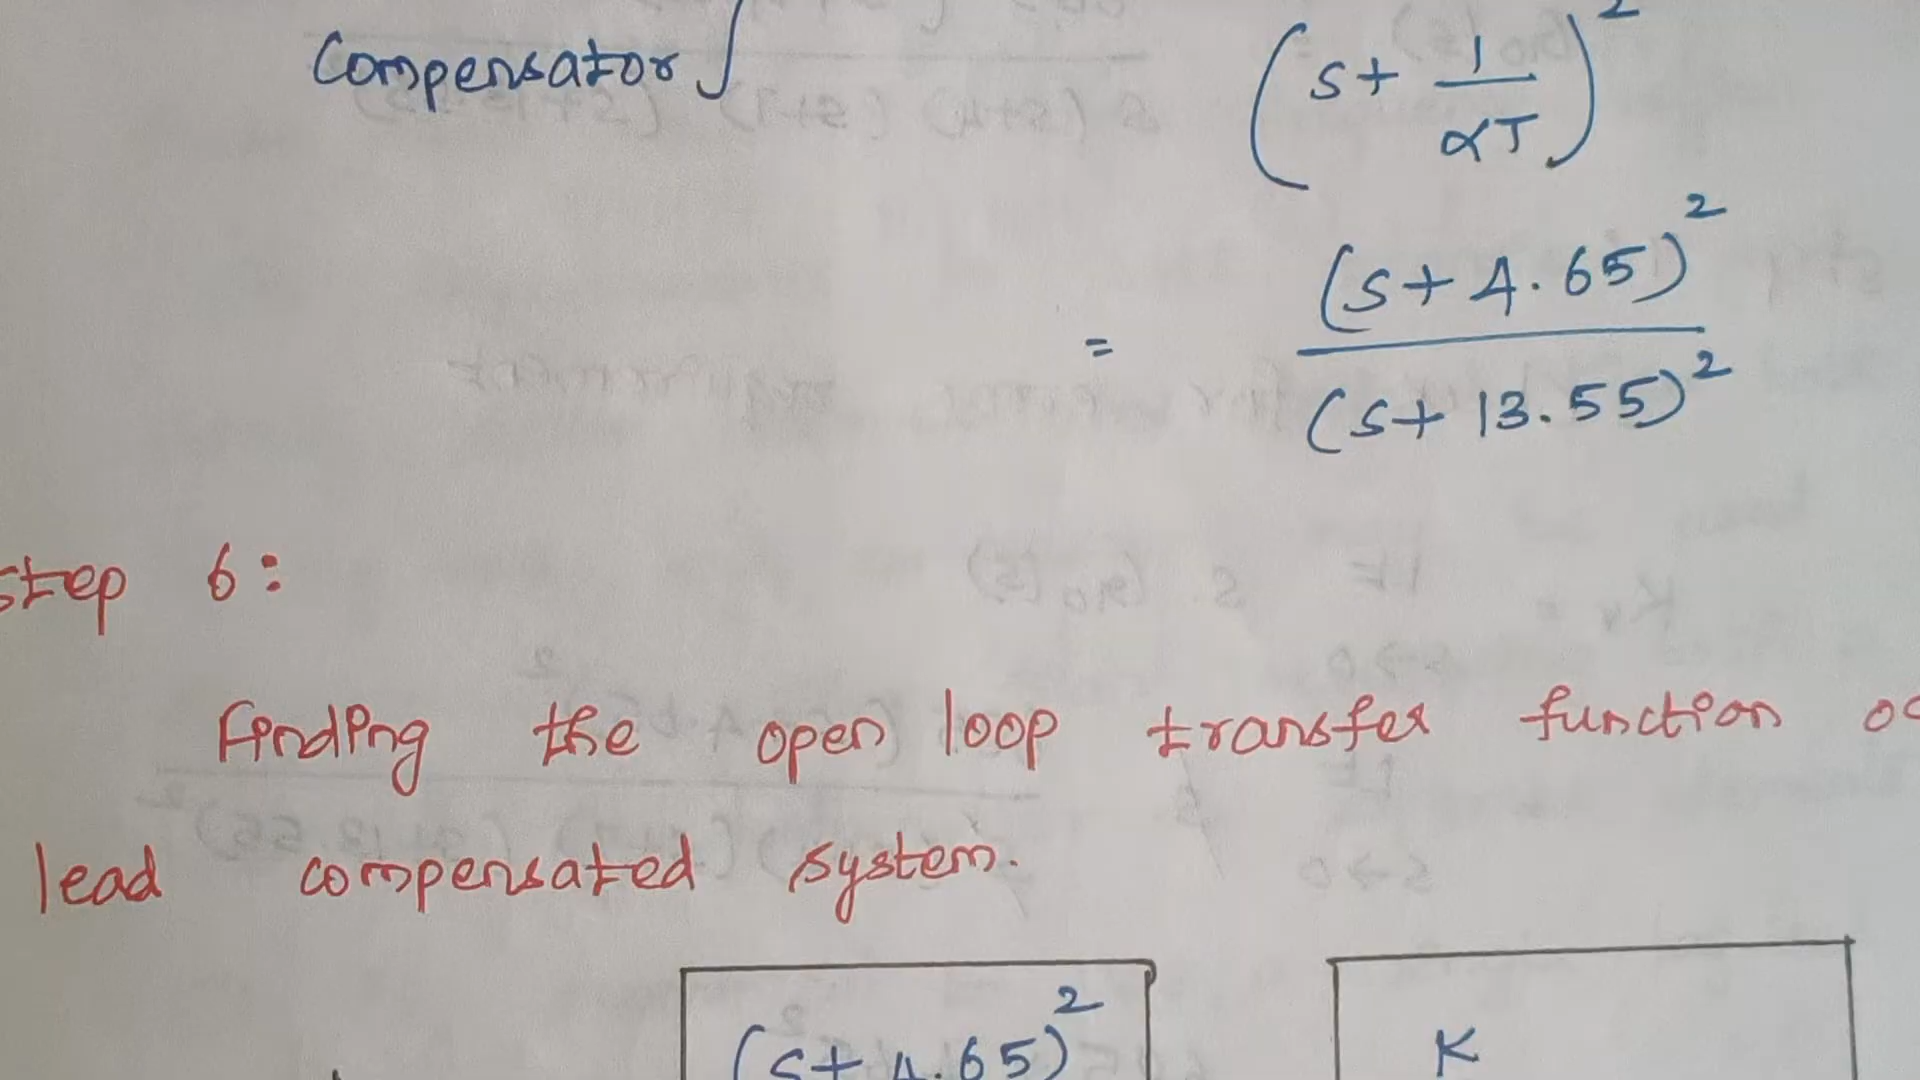 Compensator
(s + 1/αT)²
= (s + 4.65)² / (s + 13.55)²
Step 6:
Finding the open loop transfer function
lead compensated system.
(s + 4.65)²
K